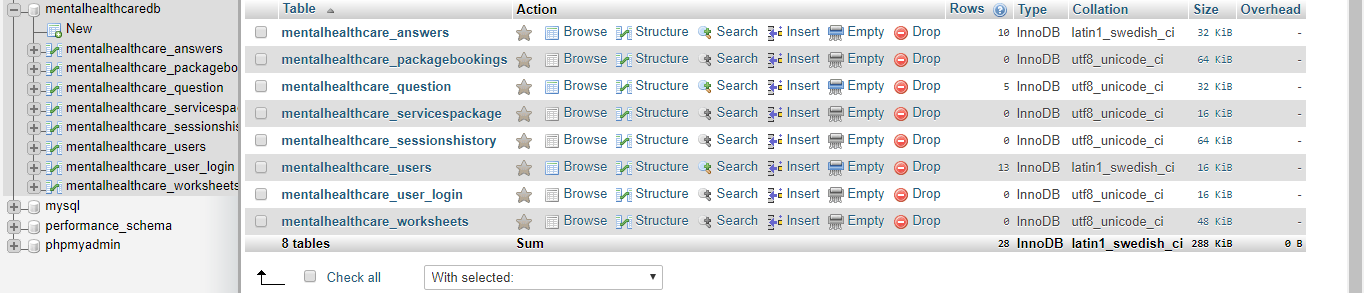 mentalhealthcaredb
New
mentalhealthcare_answers
mentalhealthcare_packagebo
mentalhealthcare_question
mentalhealthcare_servicespa
mentalhealthcare_sessionshi
mentalhealthcare_users
mentalhealthcare_user_login
mentalhealthcare_worksheets
mysql
performance_schema
phpmyadmin
Table Action Rows Type Collation Size Overhead
mentalhealthcare_answers Browse Structure Search Insert Empty Drop 10 InnoDB latin1_swedish_ci 32 KiB -
mentalhealthcare_packagebookings Browse Structure Search Insert Empty Drop 0 InnoDB utf8_unicode_ci 64 KiB -
mentalhealthcare_question Browse Structure Search Insert Empty Drop 5 InnoDB utf8_unicode_ci 32 KiB -
mentalhealthcare_servicespackage Browse Structure Search Insert Empty Drop 0 InnoDB utf8_unicode_ci 16 KiB -
mentalhealthcare_sessionshistory Browse Structure Search Insert Empty Drop 0 InnoDB utf8_unicode_ci 64 KiB -
mentalhealthcare_users Browse Structure Search Insert Empty Drop 13 InnoDB latin1_swedish_ci 16 KiB -
mentalhealthcare_user_login Browse Structure Search Insert Empty Drop 0 InnoDB utf8_unicode_ci 16 KiB -
mentalhealthcare_worksheets Browse Structure Search Insert Empty Drop 0 InnoDB utf8_unicode_ci 48 KiB -
8 tables Sum 28 InnoDB latin1_swedish_ci 288 KiB 0 B
Check all With selected: